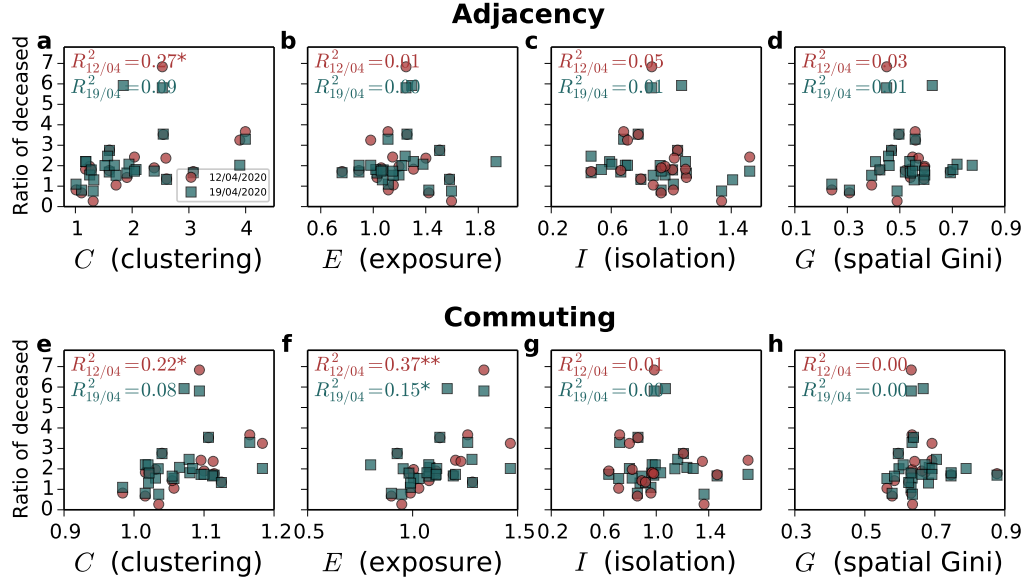 Adjacency
a
b
c
d
R²12/04=0.27*
R²19/04=0.09
R²12/04=0.01
R²19/04=0.00
R²12/04=0.05
R²19/04=0.01
R²12/04=0.03
R²19/04=0.01
Ratio of deceased
7
6
5
4
3
2
1
0
12/04/2020
19/04/2020
1 2 3 4
0.6 1.0 1.4 1.8
0.2 0.6 1.0 1.4
0.1 0.3 0.5 0.7 0.9
C (clustering)
E (exposure)
I (isolation)
G (spatial Gini)
Commuting
e
f
g
h
R²12/04=0.22*
R²19/04=0.08
R²12/04=0.37**
R²19/04=0.15*
R²12/04=0.01
R²19/04=0.00
R²12/04=0.00
R²19/04=0.00
Ratio of deceased
7
6
5
4
3
2
1
0
0.9 1.0 1.1 1.2
0.5 1.0 1.5
0.2 0.6 1.0 1.4
0.3 0.5 0.7 0.9
C (clustering)
E (exposure)
I (isolation)
G (spatial Gini)